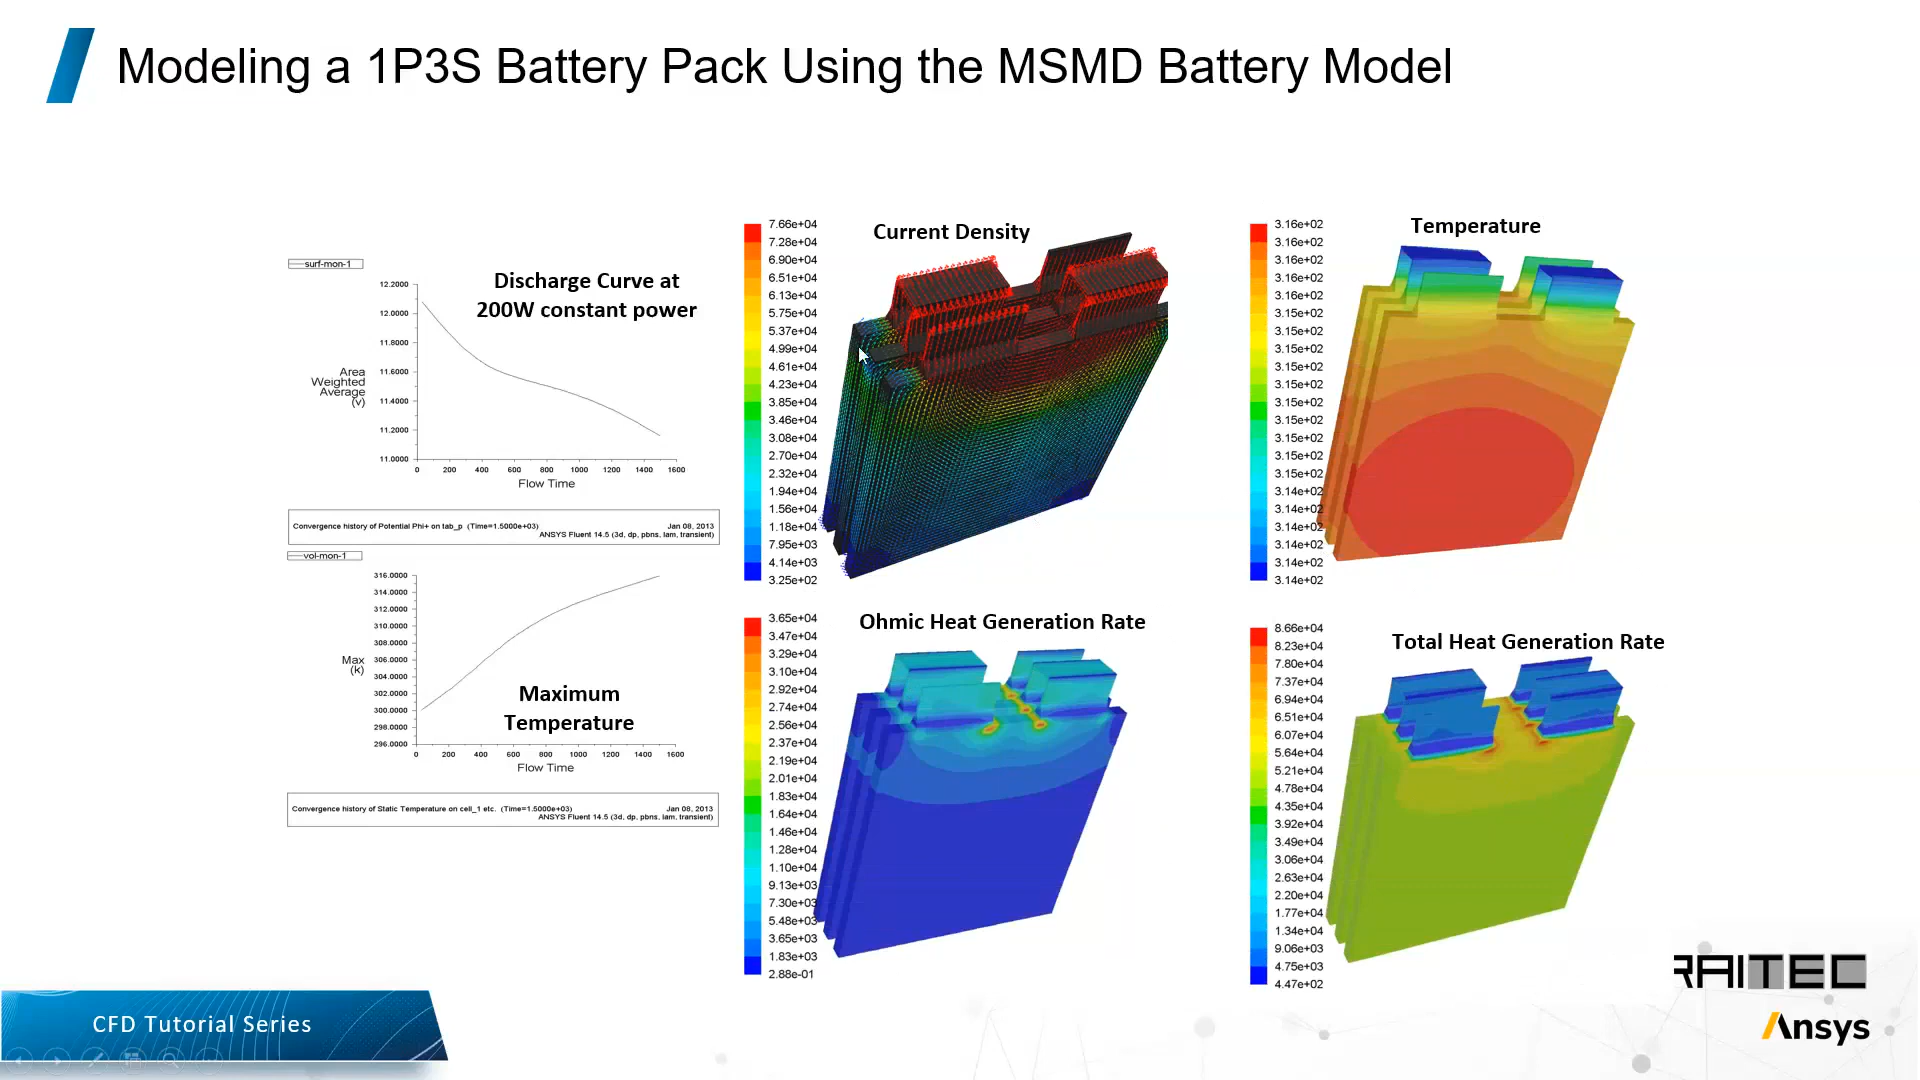 Modeling a 1P3S Battery Pack Using the MSMD Battery Model
surf-mon-1
Discharge Curve at
200W constant power
12.2000
12.0000
11.8000
11.6000
11.4000
11.2000
11.0000
Area
Weighted
Average
(v)
0 200 400 600 800 1000 1200 1400 1600
Flow Time
Convergence history of Potential Phi+ on tab_p (Time=1.5000e+03) Jan 08, 2013
ANSYS Fluent 14.5 (3d, dp, pbns, lam, transient)
vol-mon-1
316.0000
314.0000
312.0000
310.0000
308.0000
306.0000
304.0000
302.0000
300.0000
298.0000
296.0000
Max
(k)
Maximum
Temperature
0 200 400 600 800 1000 1200 1400 1600
Flow Time
Convergence history of Static Temperature on cell_1 etc. (Time=1.5000e+03) Jan 08, 2013
ANSYS Fluent 14.5 (3d, dp, pbns, lam, transient)
Current Density
7.66e+04
7.28e+04
6.90e+04
6.51e+04
6.13e+04
5.75e+04
5.37e+04
4.99e+04
4.61e+04
4.23e+04
3.85e+04
3.46e+04
3.08e+04
2.70e+04
2.32e+04
1.94e+04
1.56e+04
1.18e+04
7.95e+03
4.14e+03
3.25e+02
Temperature
3.16e+02
3.16e+02
3.16e+02
3.16e+02
3.16e+02
3.15e+02
3.15e+02
3.15e+02
3.15e+02
3.15e+02
3.15e+02
3.15e+02
3.15e+02
3.15e+02
3.15e+02
3.14e+02
3.14e+02
3.14e+02
3.14e+02
3.14e+02
3.14e+02
Ohmic Heat Generation Rate
3.65e+04
3.47e+04
3.29e+04
3.10e+04
2.92e+04
2.74e+04
2.56e+04
2.37e+04
2.19e+04
2.01e+04
1.83e+04
1.64e+04
1.46e+04
1.28e+04
1.10e+04
9.13e+03
7.30e+03
5.48e+03
3.65e+03
1.83e+03
2.88e-01
Total Heat Generation Rate
8.66e+04
8.23e+04
7.80e+04
7.37e+04
6.94e+04
6.51e+04
6.07e+04
5.64e+04
5.21e+04
4.78e+04
4.35e+04
3.92e+04
3.49e+04
3.06e+04
2.63e+04
2.20e+04
1.77e+04
1.34e+04
9.06e+03
4.75e+03
4.47e+02
RAITEC
Ansys
CFD Tutorial Series